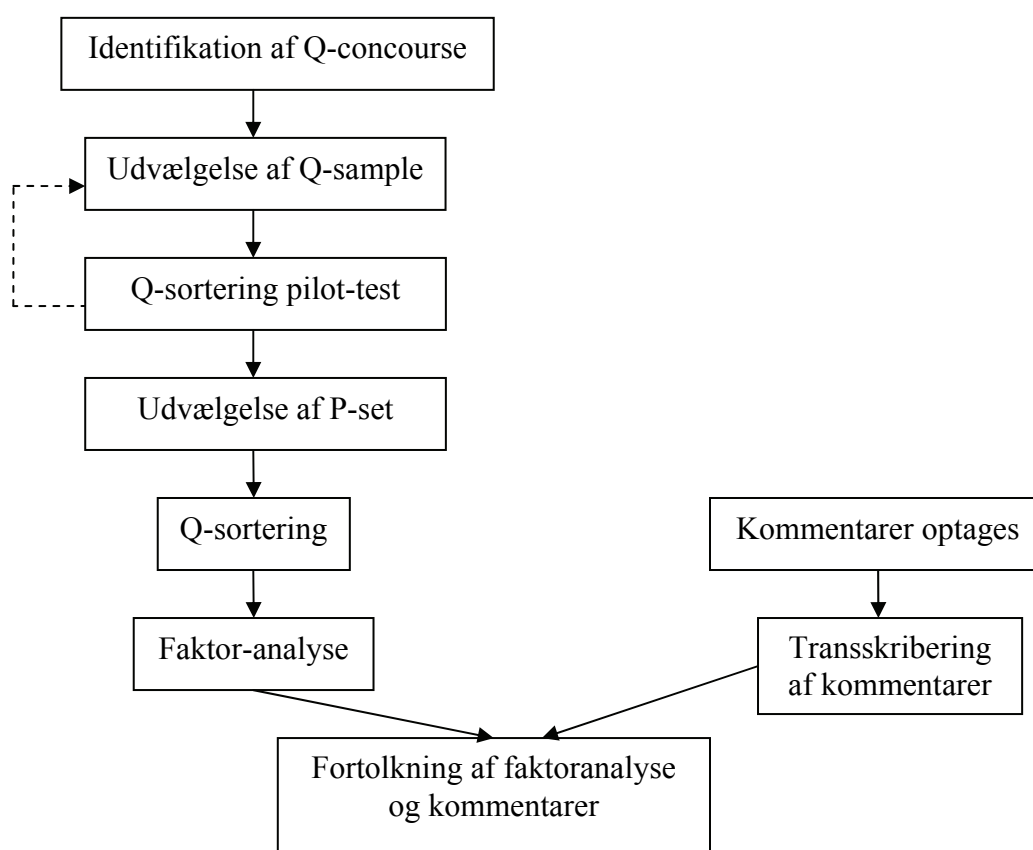 Identifikation af Q-concourse
Udvælgelse af Q-sample
Q-sortering pilot-test
Udvælgelse af P-set
Q-sortering
Kommentarer optages
Faktor-analyse
Transskribering
af kommentarer
Fortolkning af faktoranalyse
og kommentarer